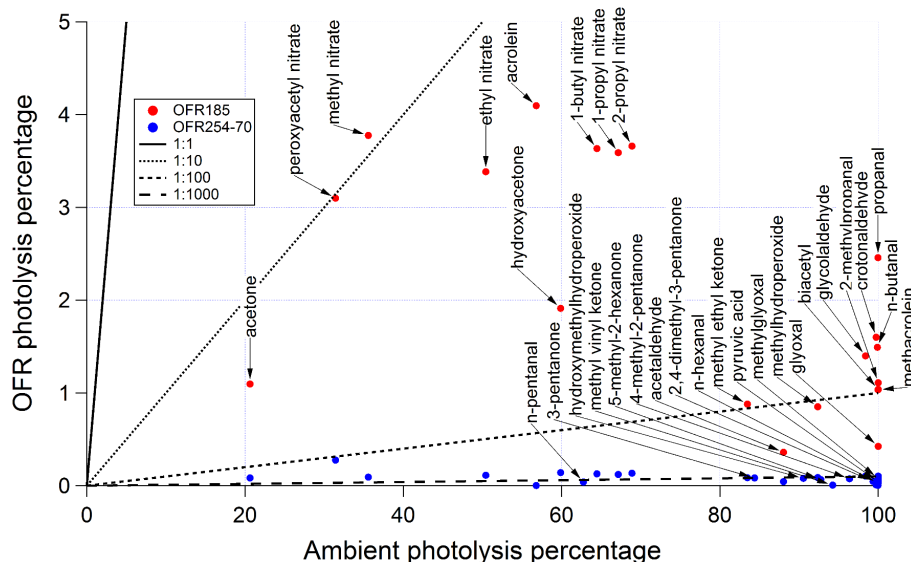 OFR photolysis percentage
5
4
3
2
1
0
0
20
40
60
80
100
Ambient photolysis percentage
OFR185
OFR254-70
1:1
1:10
1:100
1:1000
acetone
peroxyacetyl nitrate
methyl nitrate
ethyl nitrate
acrolein
hydroxyacetone
1-butyl nitrate
1-propyl nitrate
2-propyl nitrate
n-pentanal
3-pentanone
hydroxymethylhydroperoxide
methyl vinyl ketone
5-methyl-2-hexanone
4-methyl-2-pentanone
acetaldehyde
2,4-dimethyl-3-pentanone
n-hexanal
methyl ethyl ketone
pyruvic acid
methylglyoxal
methylhydroperoxide
glyoxal
biacetyl
glycolaldehyde
2-methylpropanal
crotonaldehyde
propanal
n-butanal
methacrolein